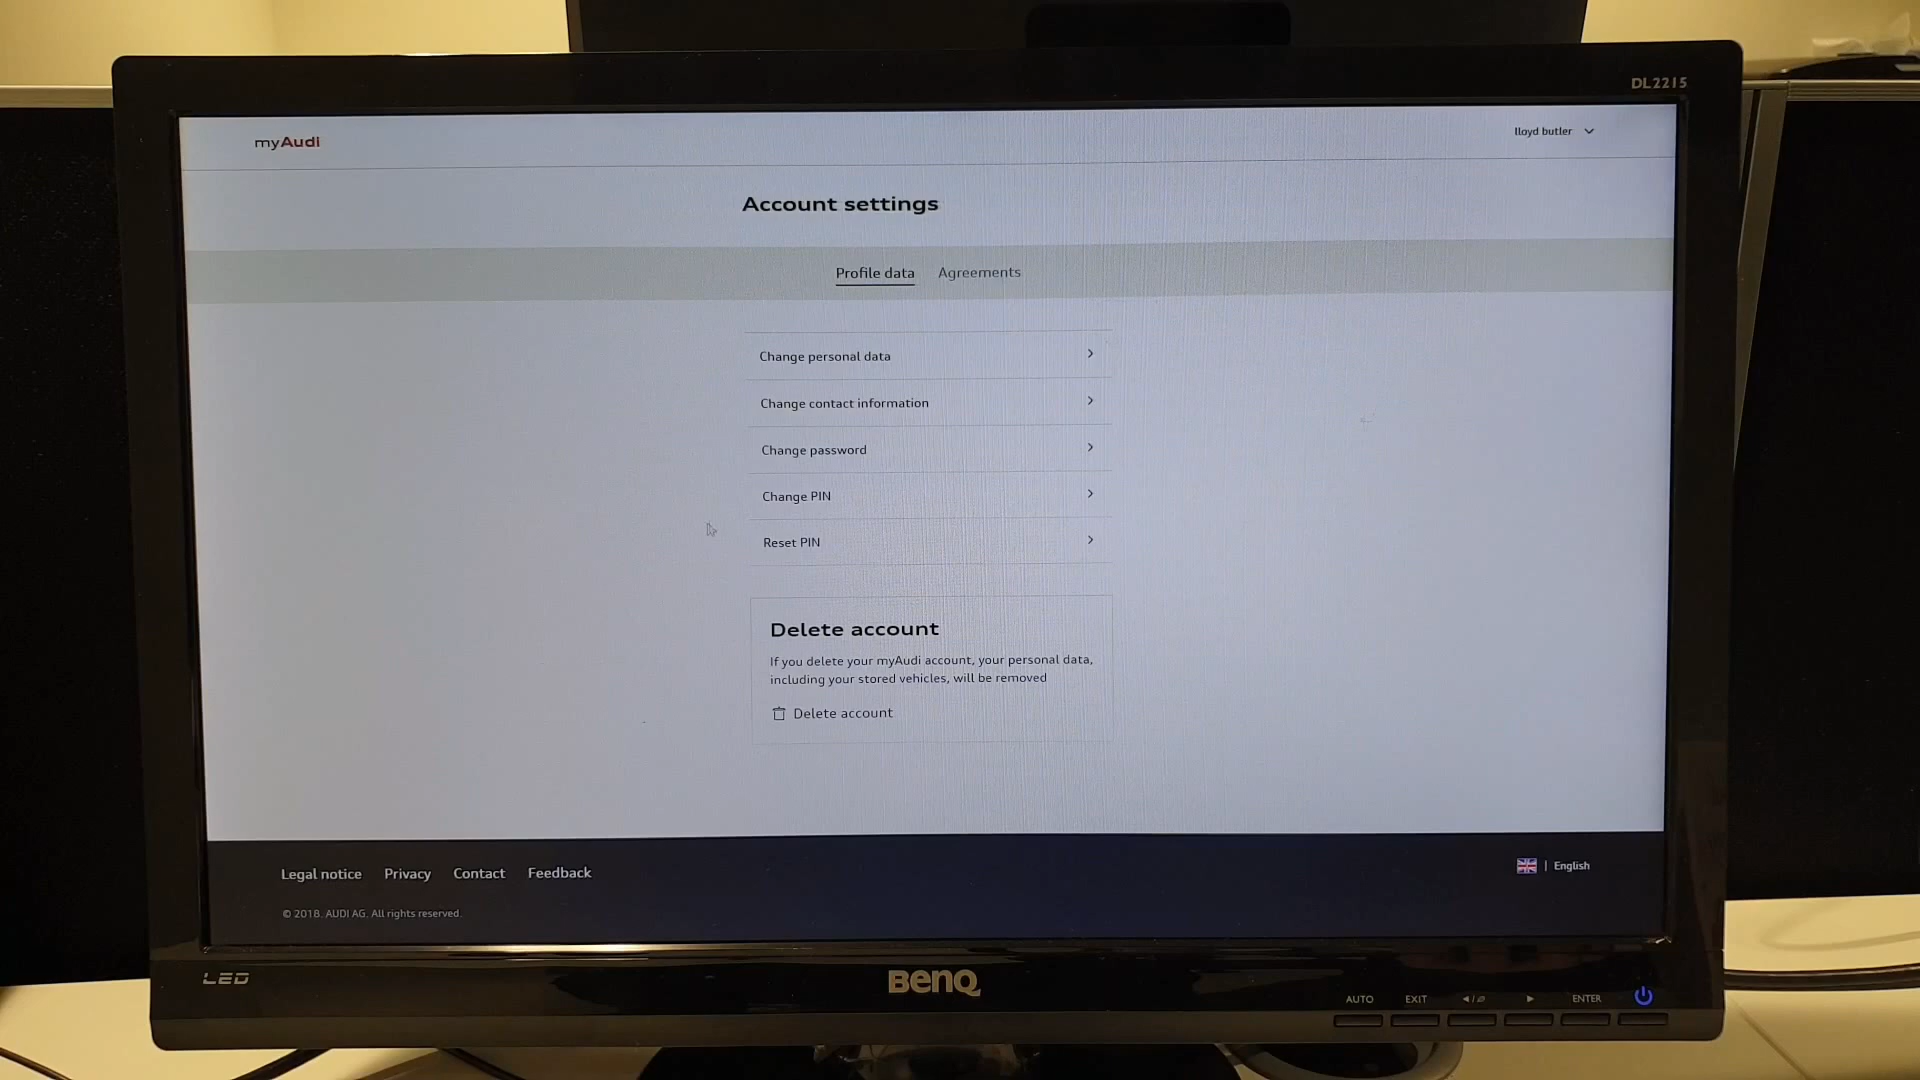 DL2215
myAudi
lloyd butler
Account settings
Profile data Agreements
Change personal data
Change contact information
Change password
Change PIN
Reset PIN
Delete account
If you delete your myAudi account, your personal data,
including your stored vehicles, will be removed
Delete account
Legal notice Privacy Contact Feedback
| English
© 2018. AUDI AG. All rights reserved.
LED
BenQ
AUTO EXIT ENTER